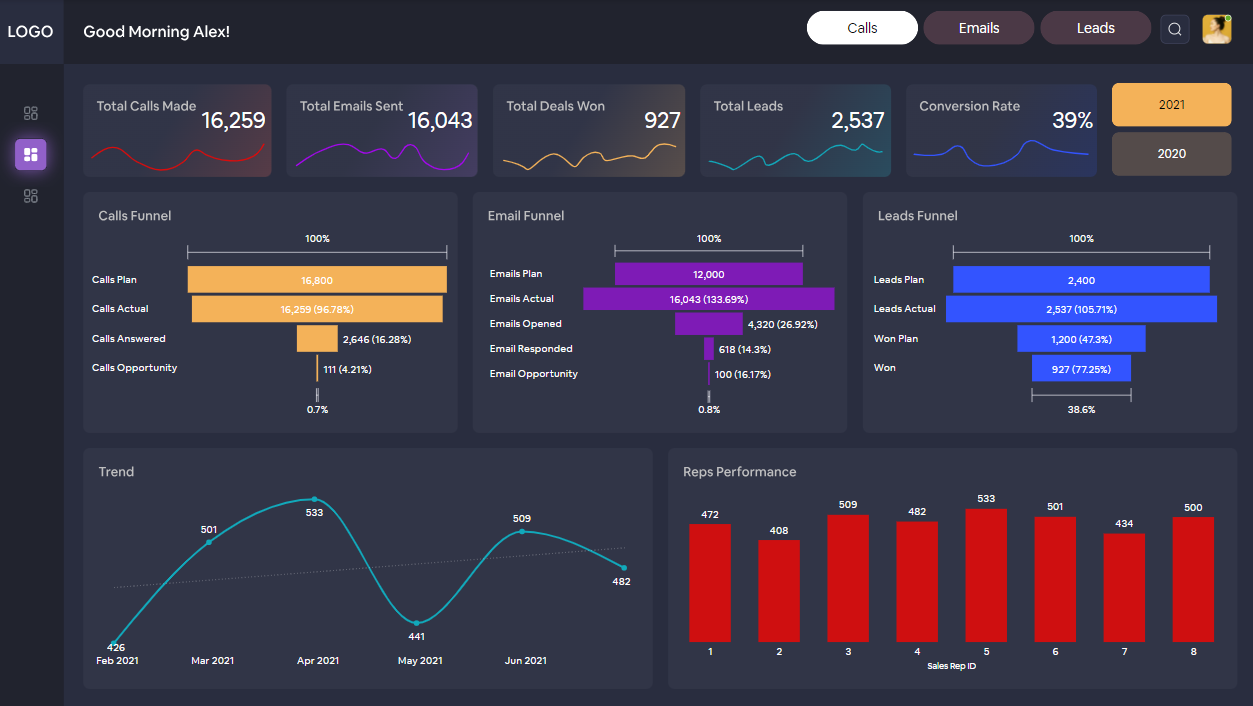 LOGO
Good Morning Alex!
Calls
Emails
Leads
Total Calls Made
16,259
Total Emails Sent
16,043
Total Deals Won
927
Total Leads
2,537
Conversion Rate
39%
2021
2020
Calls Funnel
100%
Calls Plan
16,800
Calls Actual
16,259 (96.78%)
Calls Answered
2,646 (16.28%)
Calls Opportunity
111 (4.21%)
0.7%
Email Funnel
100%
Emails Plan
12,000
Emails Actual
16,043 (133.69%)
Emails Opened
4,320 (26.92%)
Email Responded
618 (14.3%)
Email Opportunity
100 (16.17%)
0.8%
Leads Funnel
100%
Leads Plan
2,400
Leads Actual
2,537 (105.71%)
Won Plan
1,200 (47.3%)
Won
927 (77.25%)
38.6%
Trend
426
501
533
441
509
482
Feb 2021
Mar 2021
Apr 2021
May 2021
Jun 2021
Reps Performance
472
408
509
482
533
501
434
500
1
2
3
4
5
6
7
8
Sales Rep ID